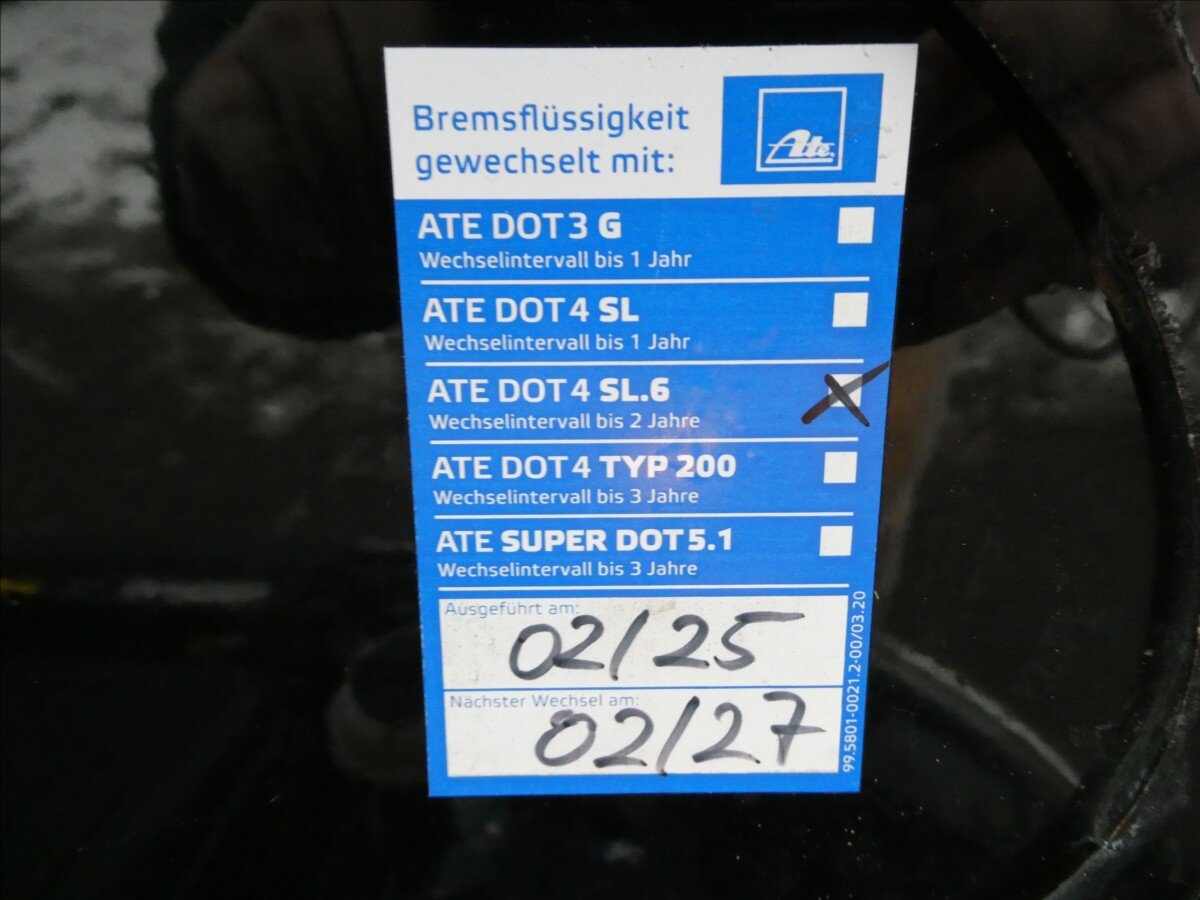 Bremsflüssigkeit
gewechselt mit:
Ate
ATE DOT 3 G
Wechselintervall bis 1 Jahr
ATE DOT 4 SL
Wechselintervall bis 1 Jahr
ATE DOT 4 SL.6
Wechselintervall bis 2 Jahre
ATE DOT 4 TYP 200
Wechselintervall bis 3 Jahre
ATE SUPER DOT 5.1
Wechselintervall bis 3 Jahre
Ausgeführt am:
02/25
Nächster Wechsel am:
02/27
99.5801-0021.2-00/03.20